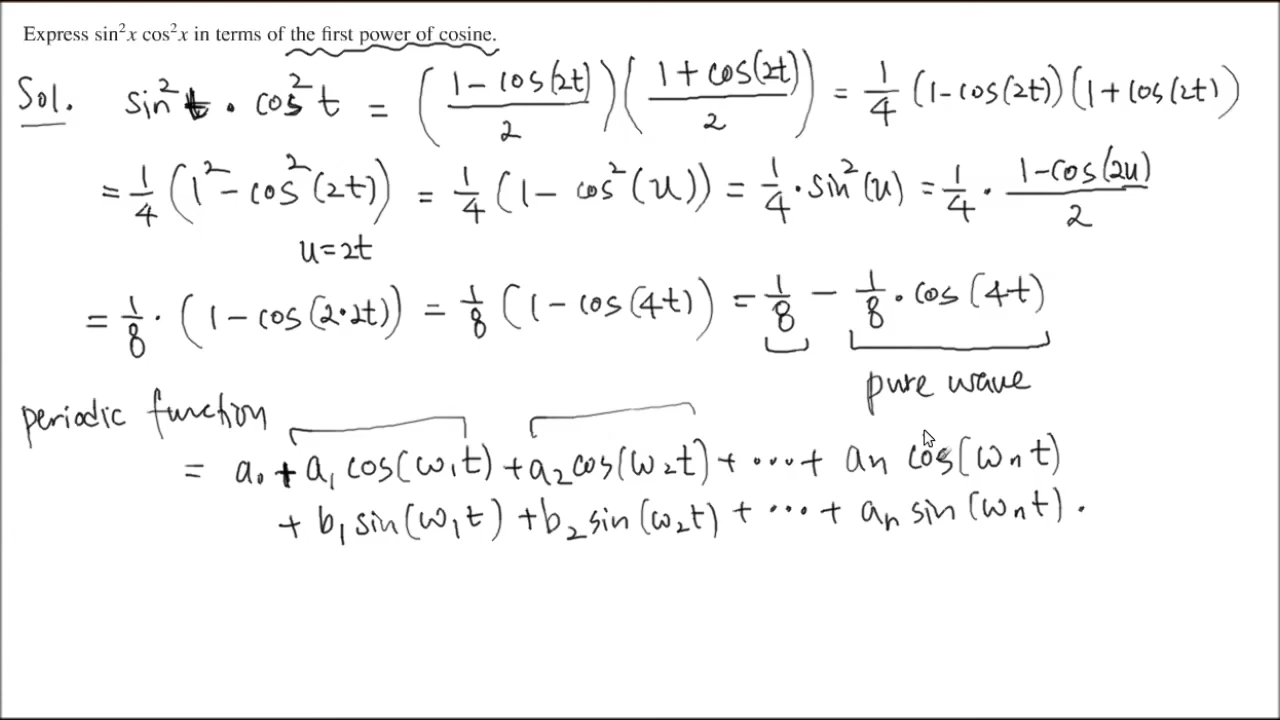 Express sin²x cos²x in terms of the first power of cosine.
Sol. sin²t · cos²t = ((1 - cos(2t))/2)((1 + cos(2t))/2) = 1/4 (1 - cos(2t))(1 + cos(2t))
= 1/4 (1² - cos²(2t)) = 1/4 (1 - cos²(u)) = 1/4 · sin²(u) = 1/4 · (1 - cos(2u))/2
u = 2t
= 1/8 · (1 - cos(2·2t)) = 1/8 (1 - cos(4t)) = 1/8 - 1/8 · cos(4t)
pure wave
periodic function
= a₀ + a₁ cos(ω₁t) + a₂ cos(ω₂t) + ··· + aₙ cos(ωₙt)
+ b₁ sin(ω₁t) + b₂ sin(ω₂t) + ··· + aₙ sin(ωₙt).